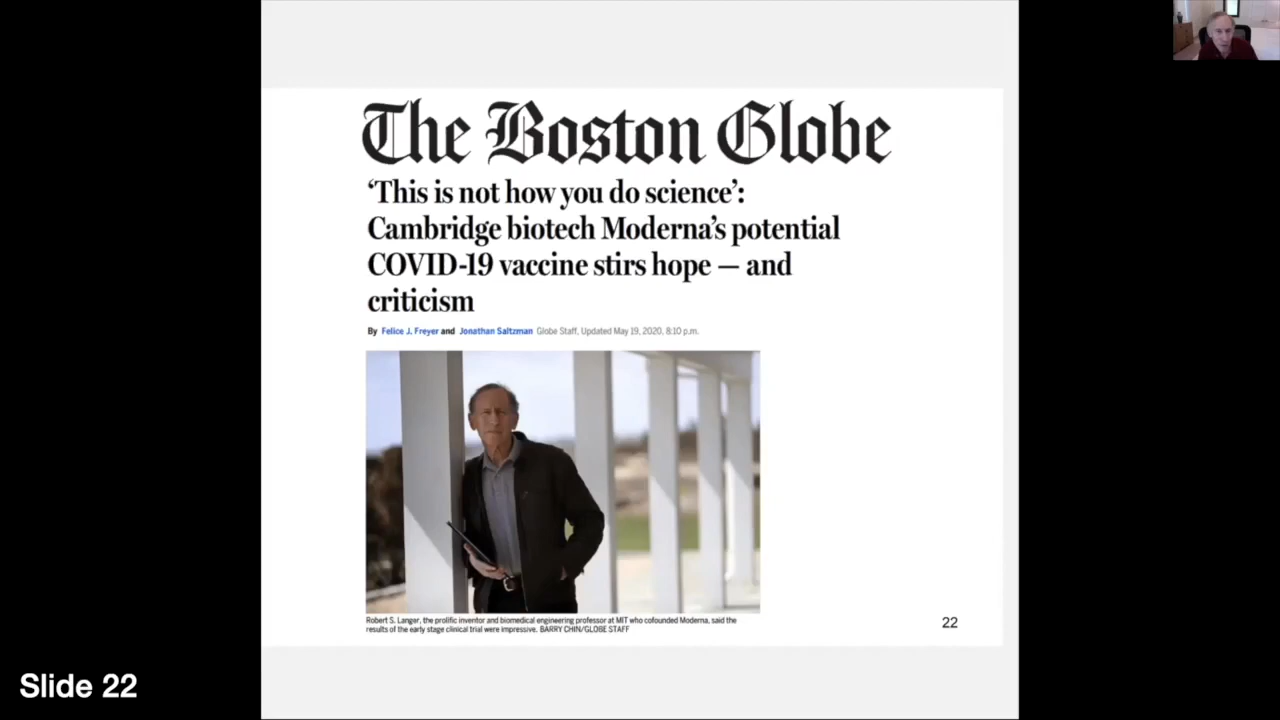 The Boston Globe
‘This is not how you do science’:
Cambridge biotech Moderna’s potential
COVID-19 vaccine stirs hope — and
criticism
By Felice J. Freyer and Jonathan Saltzman Globe Staff, Updated May 19, 2020, 8:10 p.m.
Robert S. Langer, the prolific inventor and biomedical engineering professor at MIT who cofounded Moderna, said the
results of the early stage clinical trial were impressive. BARRY CHIN/GLOBE STAFF
22
Slide 22